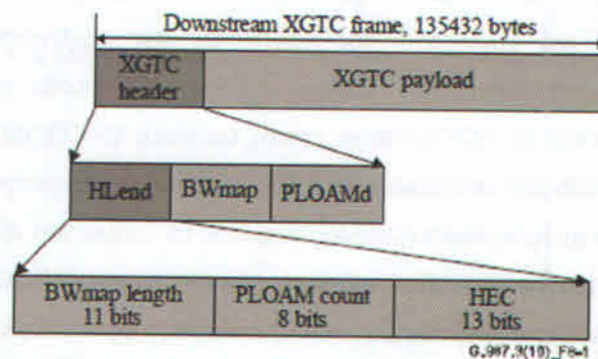 Downstream XGTC frame, 135432 bytes
XGTC
header
XGTC payload
HLend
BWmap
PLOAMd
BWmap length
11 bits
PLOAM count
8 bits
HEC
13 bits
G.987.3(10)_F8-1